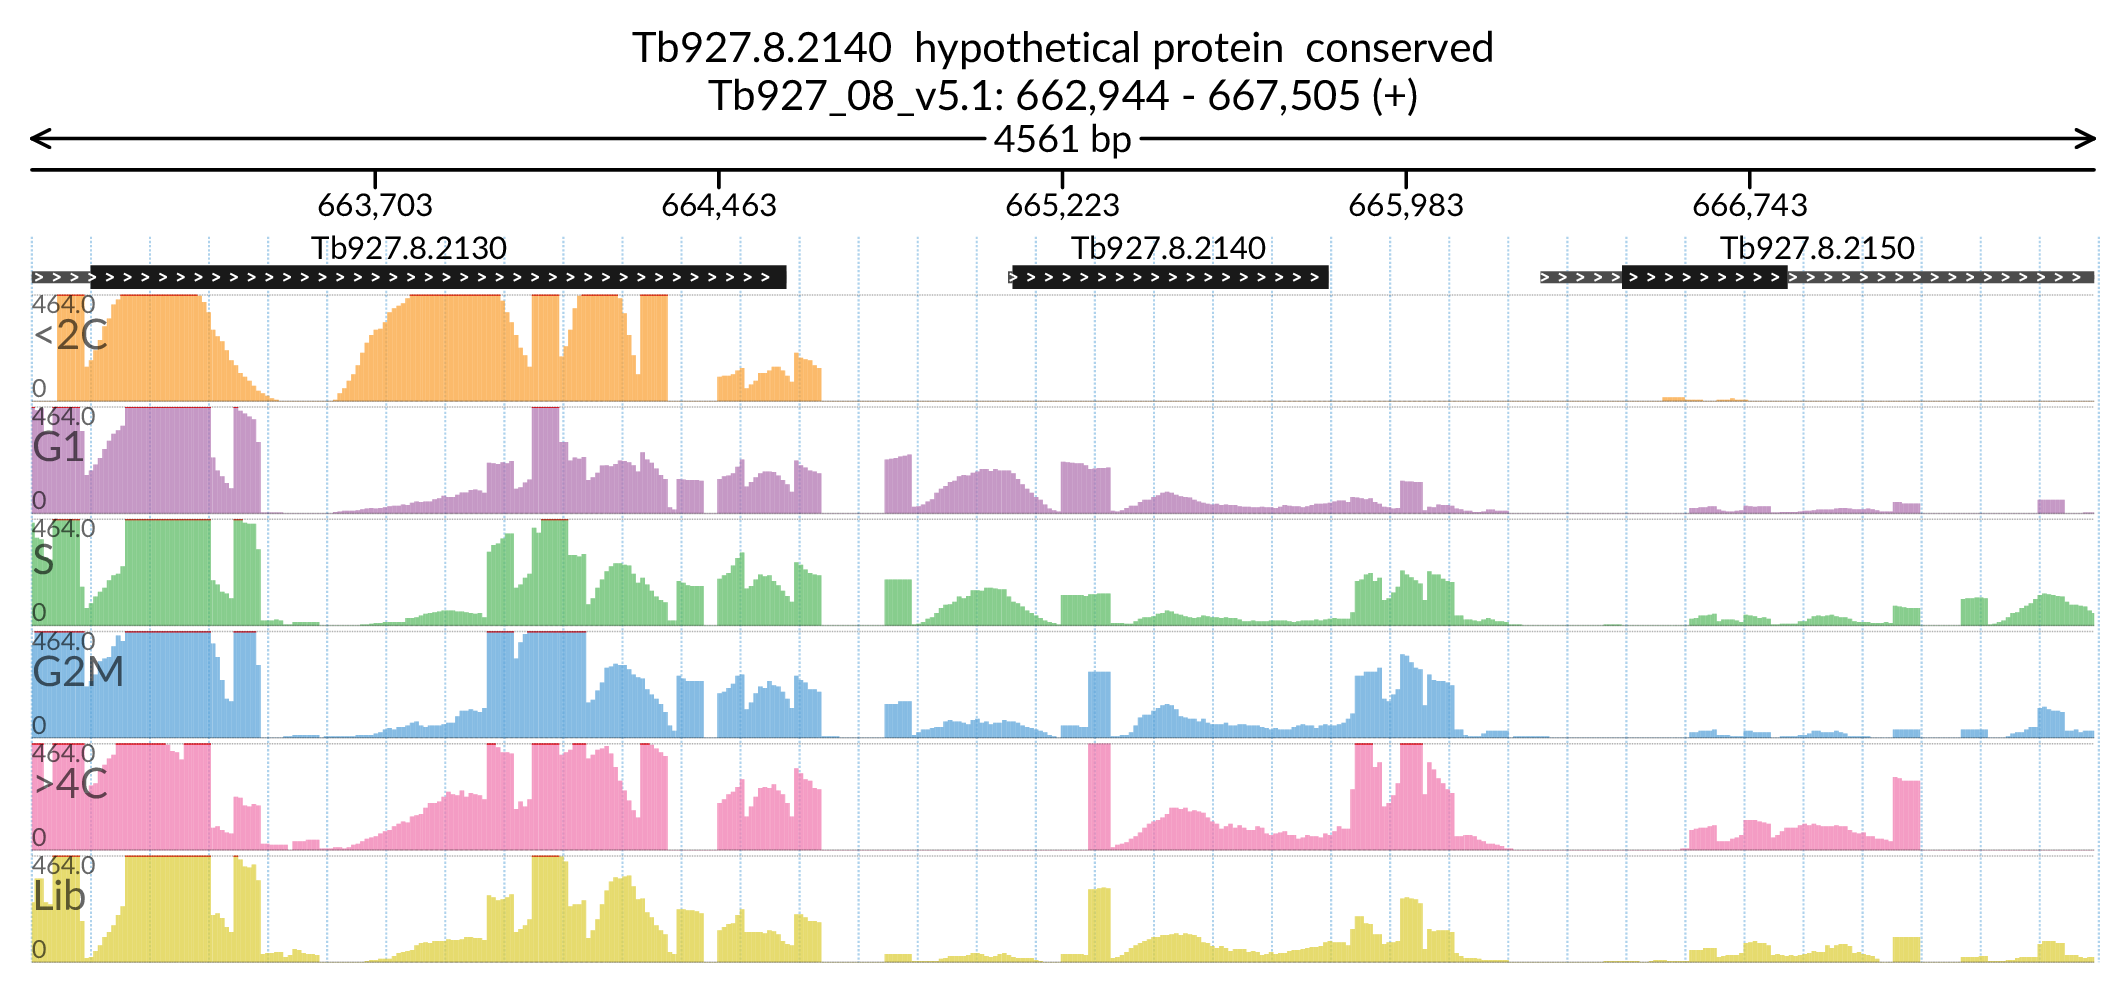 Tb927.8.2140 hypothetical protein conserved
Tb927_08_v5.1: 662,944 - 667,505 (+)
4561 bp
663,703 664,463 665,223 665,983 666,743
Tb927.8.2130 Tb927.8.2140 Tb927.8.2150
464.0
<2C
0
464.0
G1
0
464.0
S
0
464.0
G2M
0
464.0
>4C
0
464.0
Lib
0